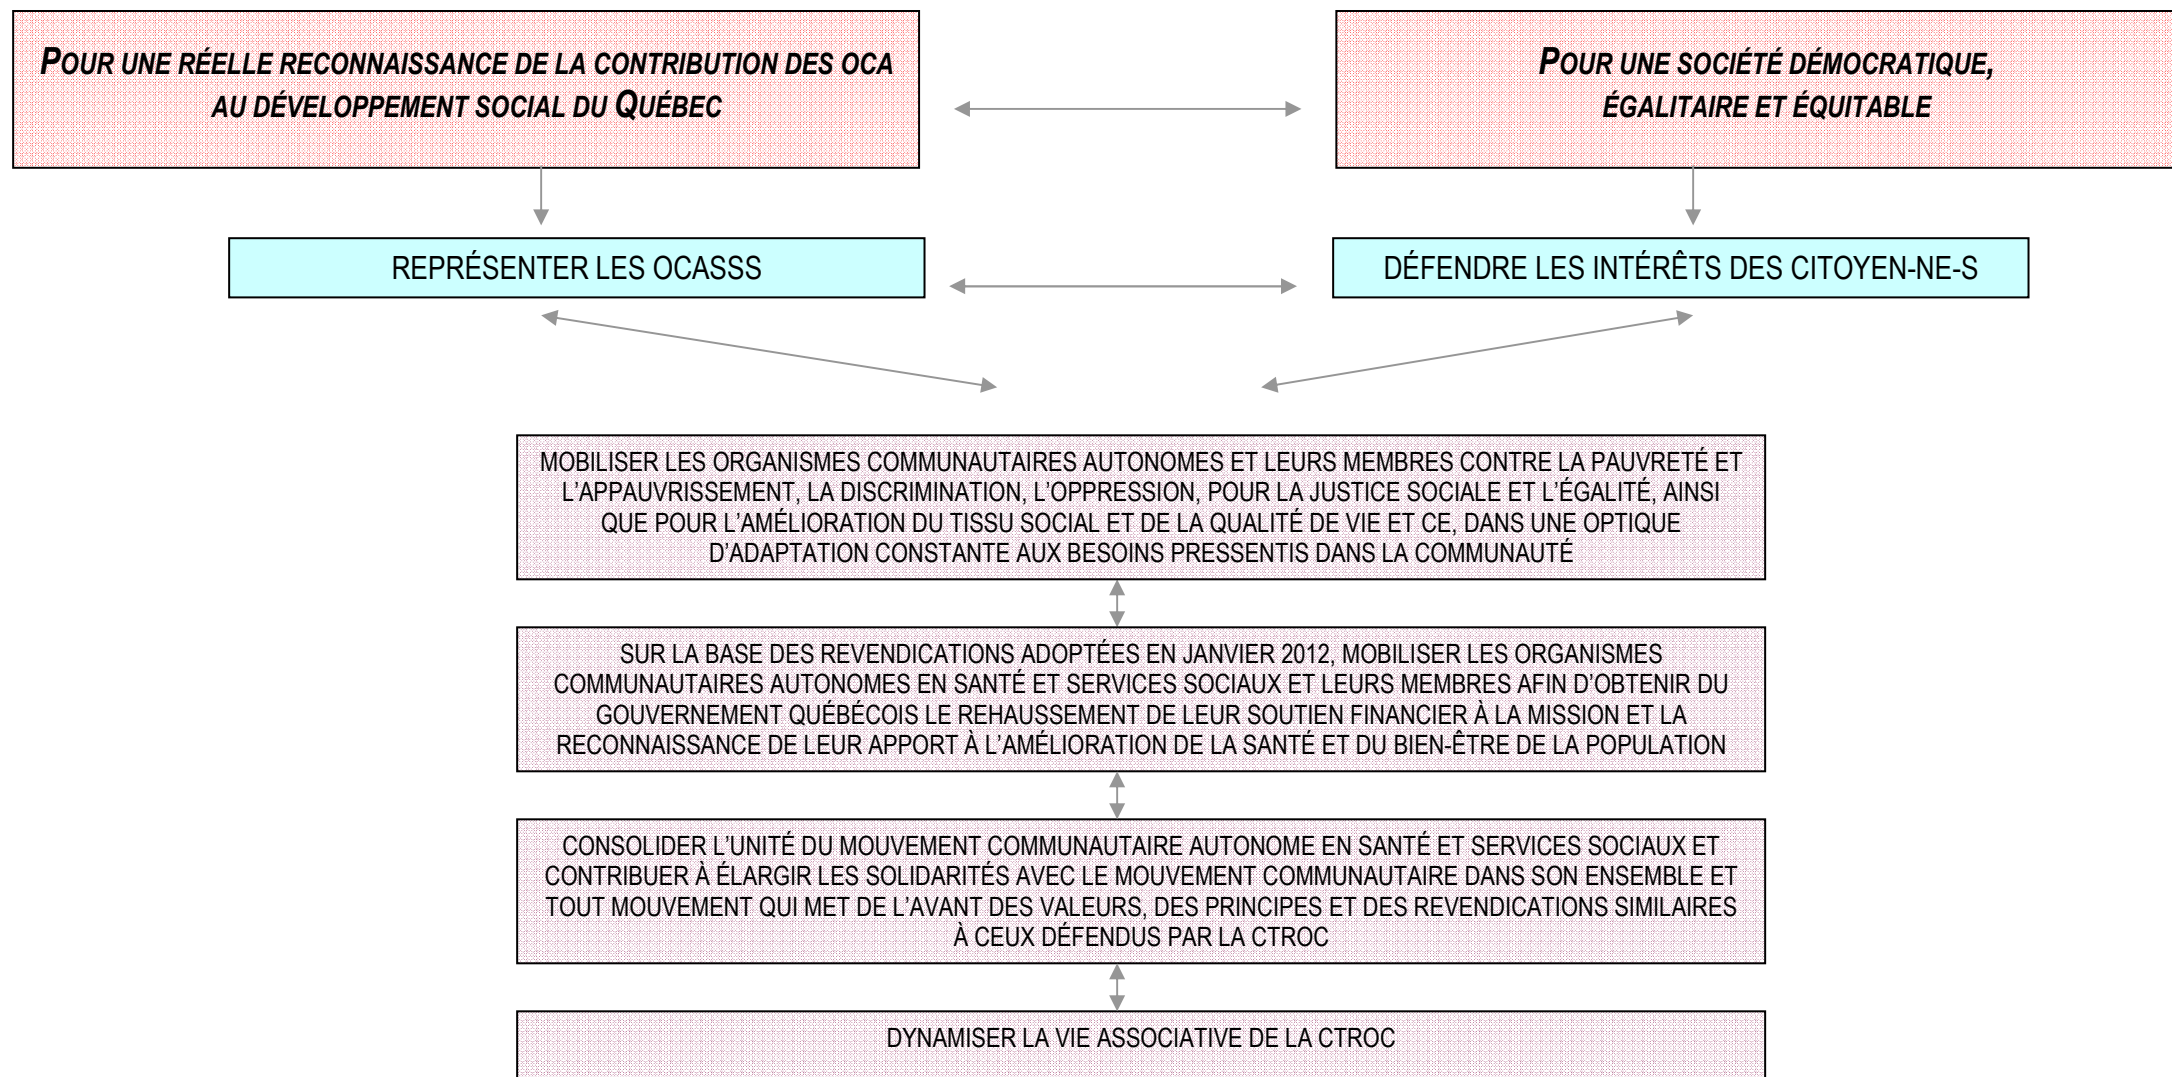 POUR UNE RÉELLE RECONNAISSANCE DE LA CONTRIBUTION DES OCA
AU DÉVELOPPEMENT SOCIAL DU QUÉBEC
POUR UNE SOCIÉTÉ DÉMOCRATIQUE,
ÉGALITAIRE ET ÉQUITABLE
REPRÉSENTER LES OCASSS
DÉFENDRE LES INTÉRÊTS DES CITOYEN-NE-S
MOBILISER LES ORGANISMES COMMUNAUTAIRES AUTONOMES ET LEURS MEMBRES CONTRE LA PAUVRETÉ ET
L’APPAUVRISSEMENT, LA DISCRIMINATION, L’OPPRESSION, POUR LA JUSTICE SOCIALE ET L’ÉGALITÉ, AINSI
QUE POUR L’AMÉLIORATION DU TISSU SOCIAL ET DE LA QUALITÉ DE VIE ET CE, DANS UNE OPTIQUE
D’ADAPTATION CONSTANTE AUX BESOINS PRESSENTIS DANS LA COMMUNAUTÉ
SUR LA BASE DES REVENDICATIONS ADOPTÉES EN JANVIER 2012, MOBILISER LES ORGANISMES
COMMUNAUTAIRES AUTONOMES EN SANTÉ ET SERVICES SOCIAUX ET LEURS MEMBRES AFIN D’OBTENIR DU
GOUVERNEMENT QUÉBÉCOIS LE REHAUSSEMENT DE LEUR SOUTIEN FINANCIER À LA MISSION ET LA
RECONNAISSANCE DE LEUR APPORT À L’AMÉLIORATION DE LA SANTÉ ET DU BIEN-ÊTRE DE LA POPULATION
CONSOLIDER L’UNITÉ DU MOUVEMENT COMMUNAUTAIRE AUTONOME EN SANTÉ ET SERVICES SOCIAUX ET
CONTRIBUER À ÉLARGIR LES SOLIDARITÉS AVEC LE MOUVEMENT COMMUNAUTAIRE DANS SON ENSEMBLE ET
TOUT MOUVEMENT QUI MET DE L’AVANT DES VALEURS, DES PRINCIPES ET DES REVENDICATIONS SIMILAIRES
À CEUX DÉFENDUS PAR LA CTROC
DYNAMISER LA VIE ASSOCIATIVE DE LA CTROC